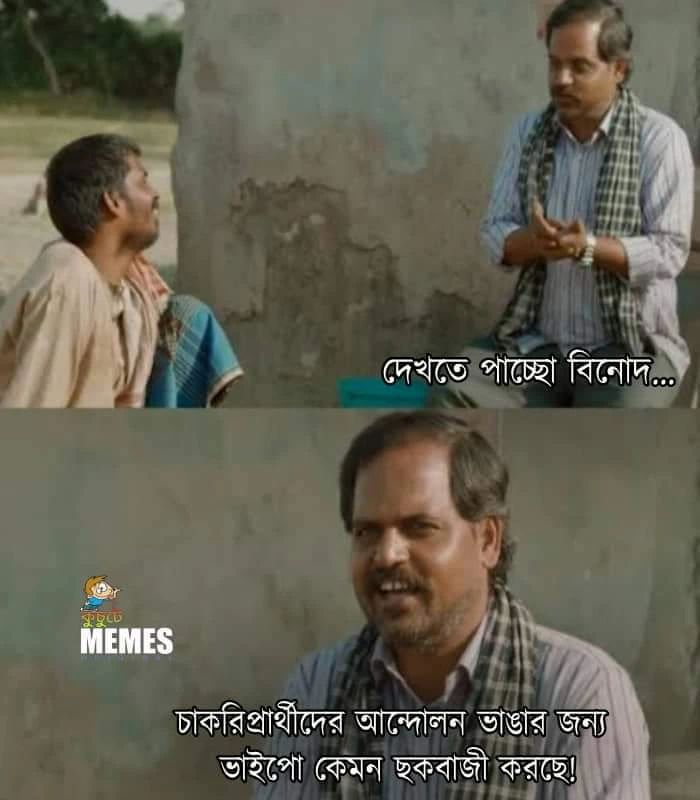 দেখতে পাচ্ছো বিনোদ...
কুচুটে
MEMES
চাকরিপ্রার্থীদের আন্দোলন ভাঙার জন্য
ভাইপো কেমন ছকবাজী করছে!